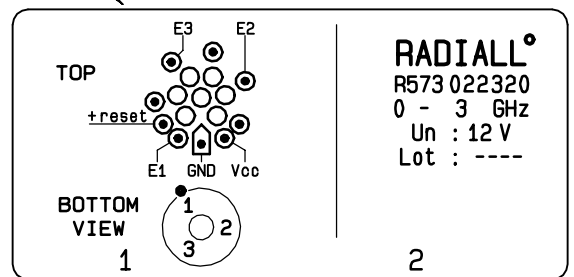 E3 E2
TOP
+reset
E1 GND Vcc
BOTTOM
VIEW
1
2
3
1
RADIALL°
R573 022320
0 - 3 GHz
Un : 12 V
Lot : ----
2